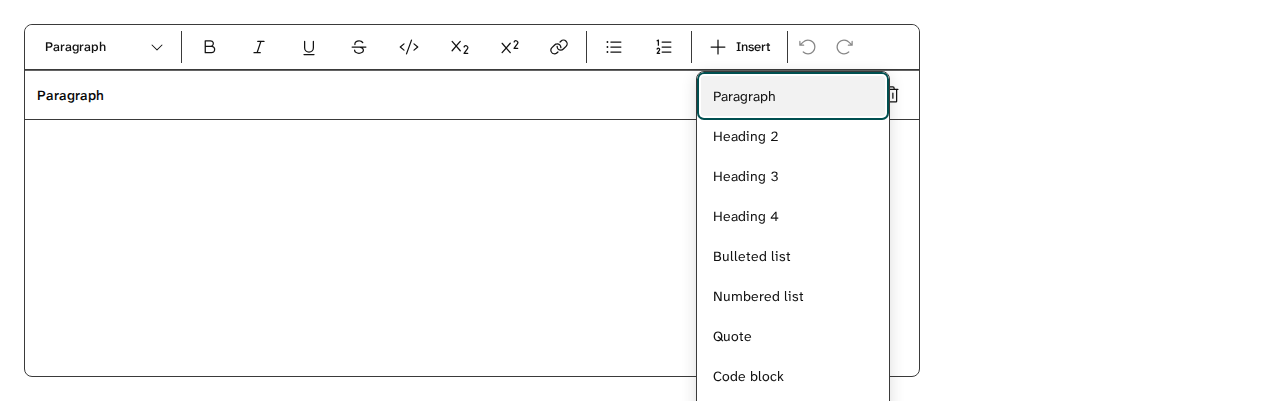 Paragraph
Insert
Paragraph
Paragraph
Heading 2
Heading 3
Heading 4
Bulleted list
Numbered list
Quote
Code block